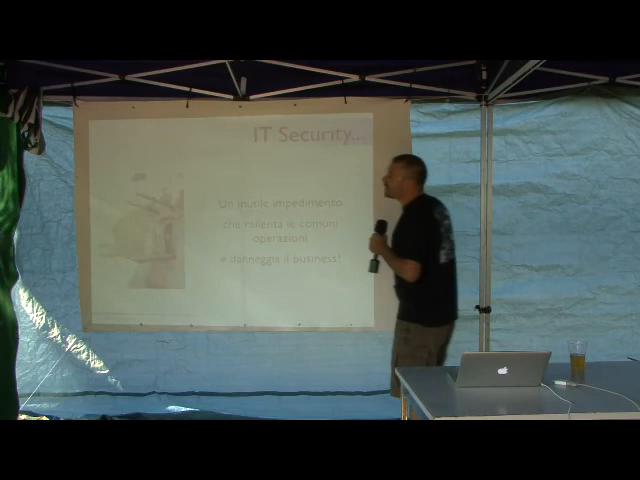 IT Security...
Un inutile impedimento
che rallenta le comuni
operazioni
e danneggia il business!